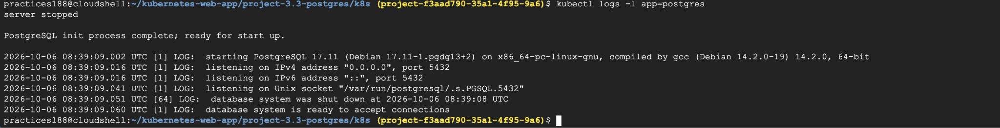 practices188@cloudshell:~/kubernetes-web-app/project-3.3-postgres/k8s (project-f3aad790-35a1-4f95-9a6)$ kubectl logs -l app=postgres
server stopped
PostgreSQL init process complete; ready for start up.
2026-10-06 08:39:09.002 UTC [1] LOG:  starting PostgreSQL 17.11 (Debian 17.11-1.pgdg13+2) on x86_64-pc-linux-gnu, compiled by gcc (Debian 14.2.0-19) 14.2.0, 64-bit
2026-10-06 08:39:09.016 UTC [1] LOG:  listening on IPv4 address "0.0.0.0", port 5432
2026-10-06 08:39:09.016 UTC [1] LOG:  listening on IPv6 address "::", port 5432
2026-10-06 08:39:09.041 UTC [1] LOG:  listening on Unix socket "/var/run/postgresql/.s.PGSQL.5432"
2026-10-06 08:39:09.051 UTC [64] LOG:  database system was shut down at 2026-10-06 08:39:08 UTC
2026-10-06 08:39:09.060 UTC [1] LOG:  database system is ready to accept connections
practices188@cloudshell:~/kubernetes-web-app/project-3.3-postgres/k8s (project-f3aad790-35a1-4f95-9a6)$